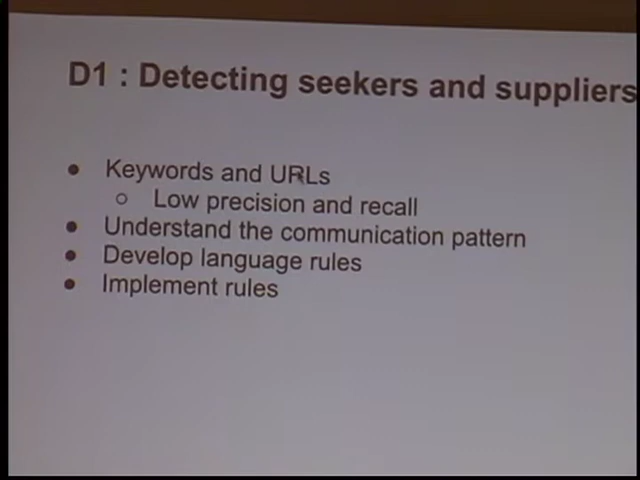 D1 : Detecting seekers and suppliers
● Keywords and URLs
○ Low precision and recall
● Understand the communication pattern
● Develop language rules
● Implement rules